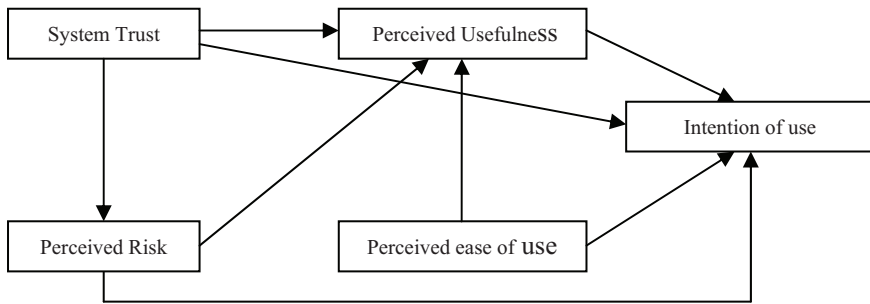 System Trust
Perceived Usefulness
Intention of use
Perceived Risk
Perceived ease of use